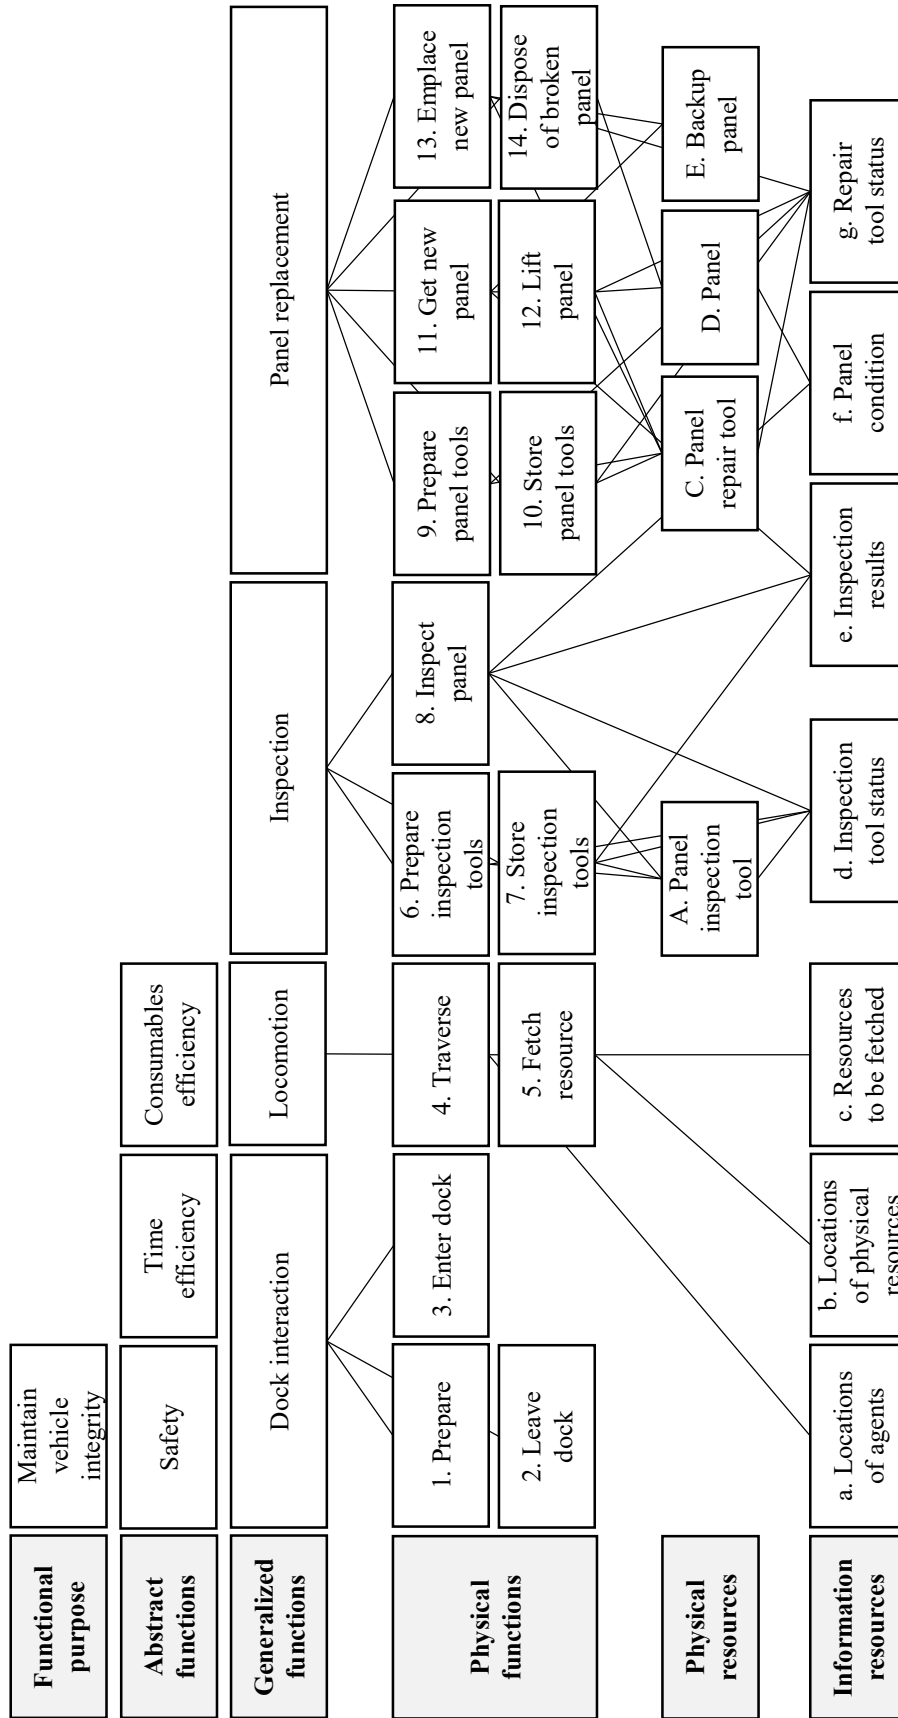 Functional
purpose
Maintain
vehicle
integrity
Abstract
functions
Safety
Time
efficiency
Consumables
efficiency
Generalized
functions
Dock interaction
Locomotion
Inspection
Panel replacement
Physical
functions
1. Prepare
3. Enter dock
4. Traverse
6. Prepare
inspection
tools
8. Inspect
panel
9. Prepare
panel tools
11. Get new
panel
13. Emplace
new panel
2. Leave
dock
5. Fetch
resource
7. Store
inspection
tools
10. Store
panel tools
12. Lift
panel
14. Dispose
of broken
panel
Physical
resources
A. Panel
inspection
tool
C. Panel
repair tool
D. Panel
E. Backup
panel
Information
resources
a. Locations
of agents
b. Locations
of physical
resources
c. Resources
to be fetched
d. Inspection
tool status
e. Inspection
results
f. Panel
condition
g. Repair
tool status